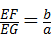 EF/EG = b/a